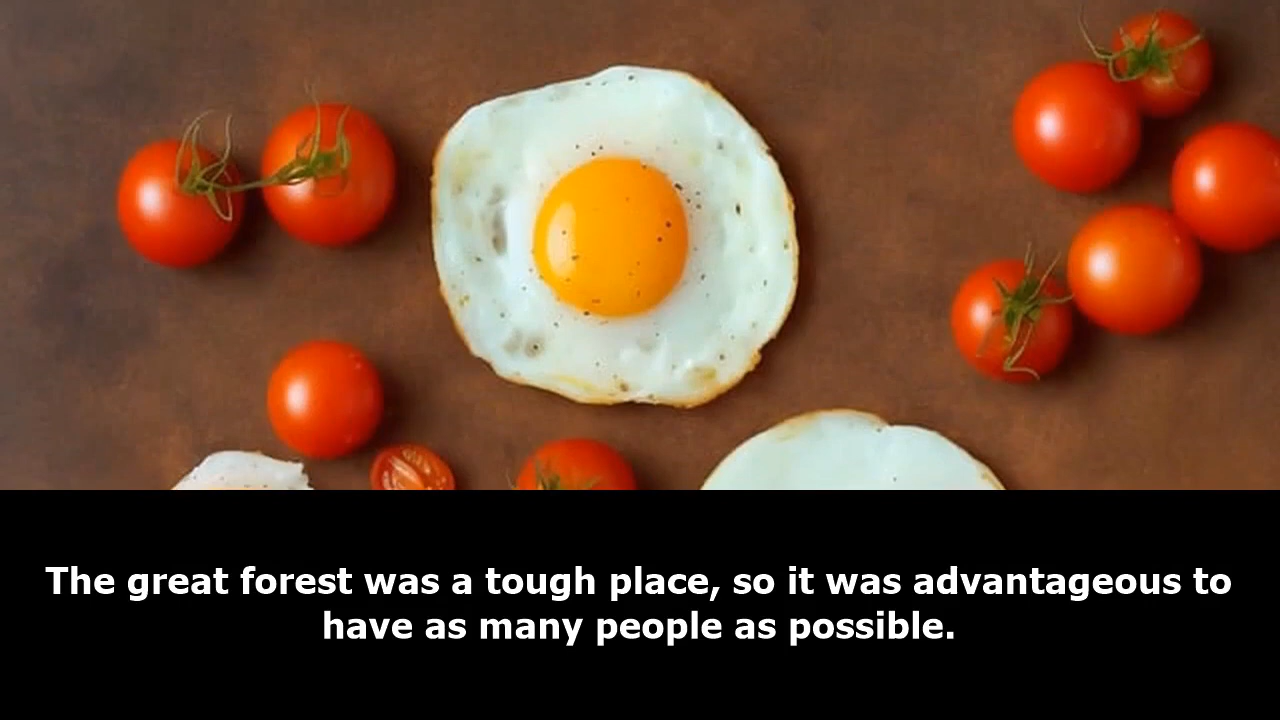 The great forest was a tough place, so it was advantageous to
have as many people as possible.